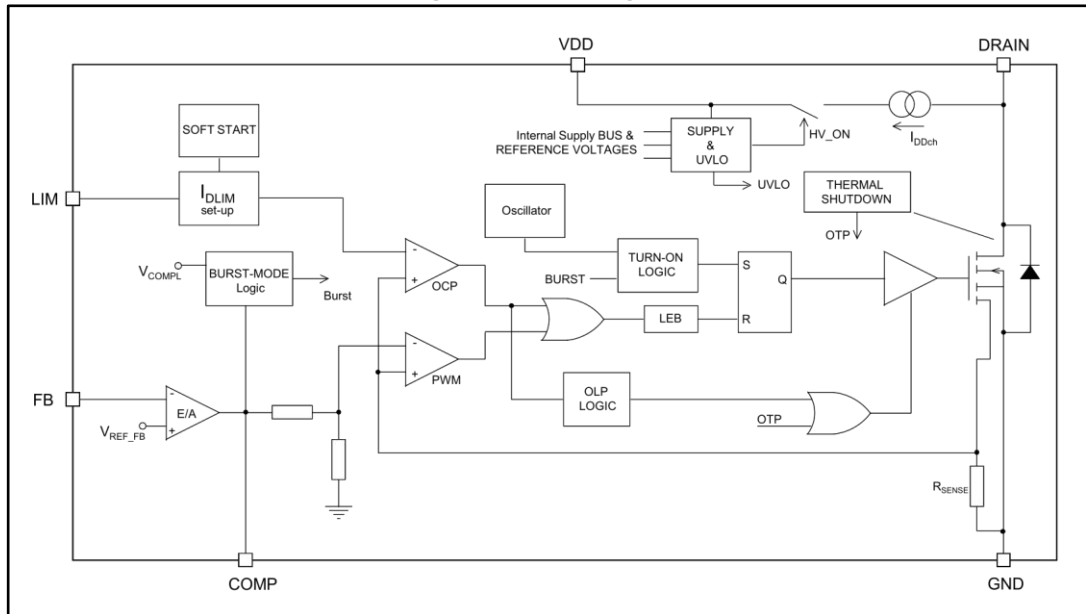 VDD
DRAIN
SOFT START
Internal Supply BUS &
REFERENCE VOLTAGES
SUPPLY
&
UVLO
HV_ON
IDDch
UVLO
LIM
IDLIM
set-up
Oscillator
THERMAL
SHUTDOWN
OTP
VCOMPL
BURST-MODE
Logic
Burst
-
+
OCP
TURN-ON
LOGIC
BURST
S
Q
R
LEB
-
+
PWM
FB
-
E/A
+
VREF_FB
OLP
LOGIC
OTP
RSENSE
COMP
GND